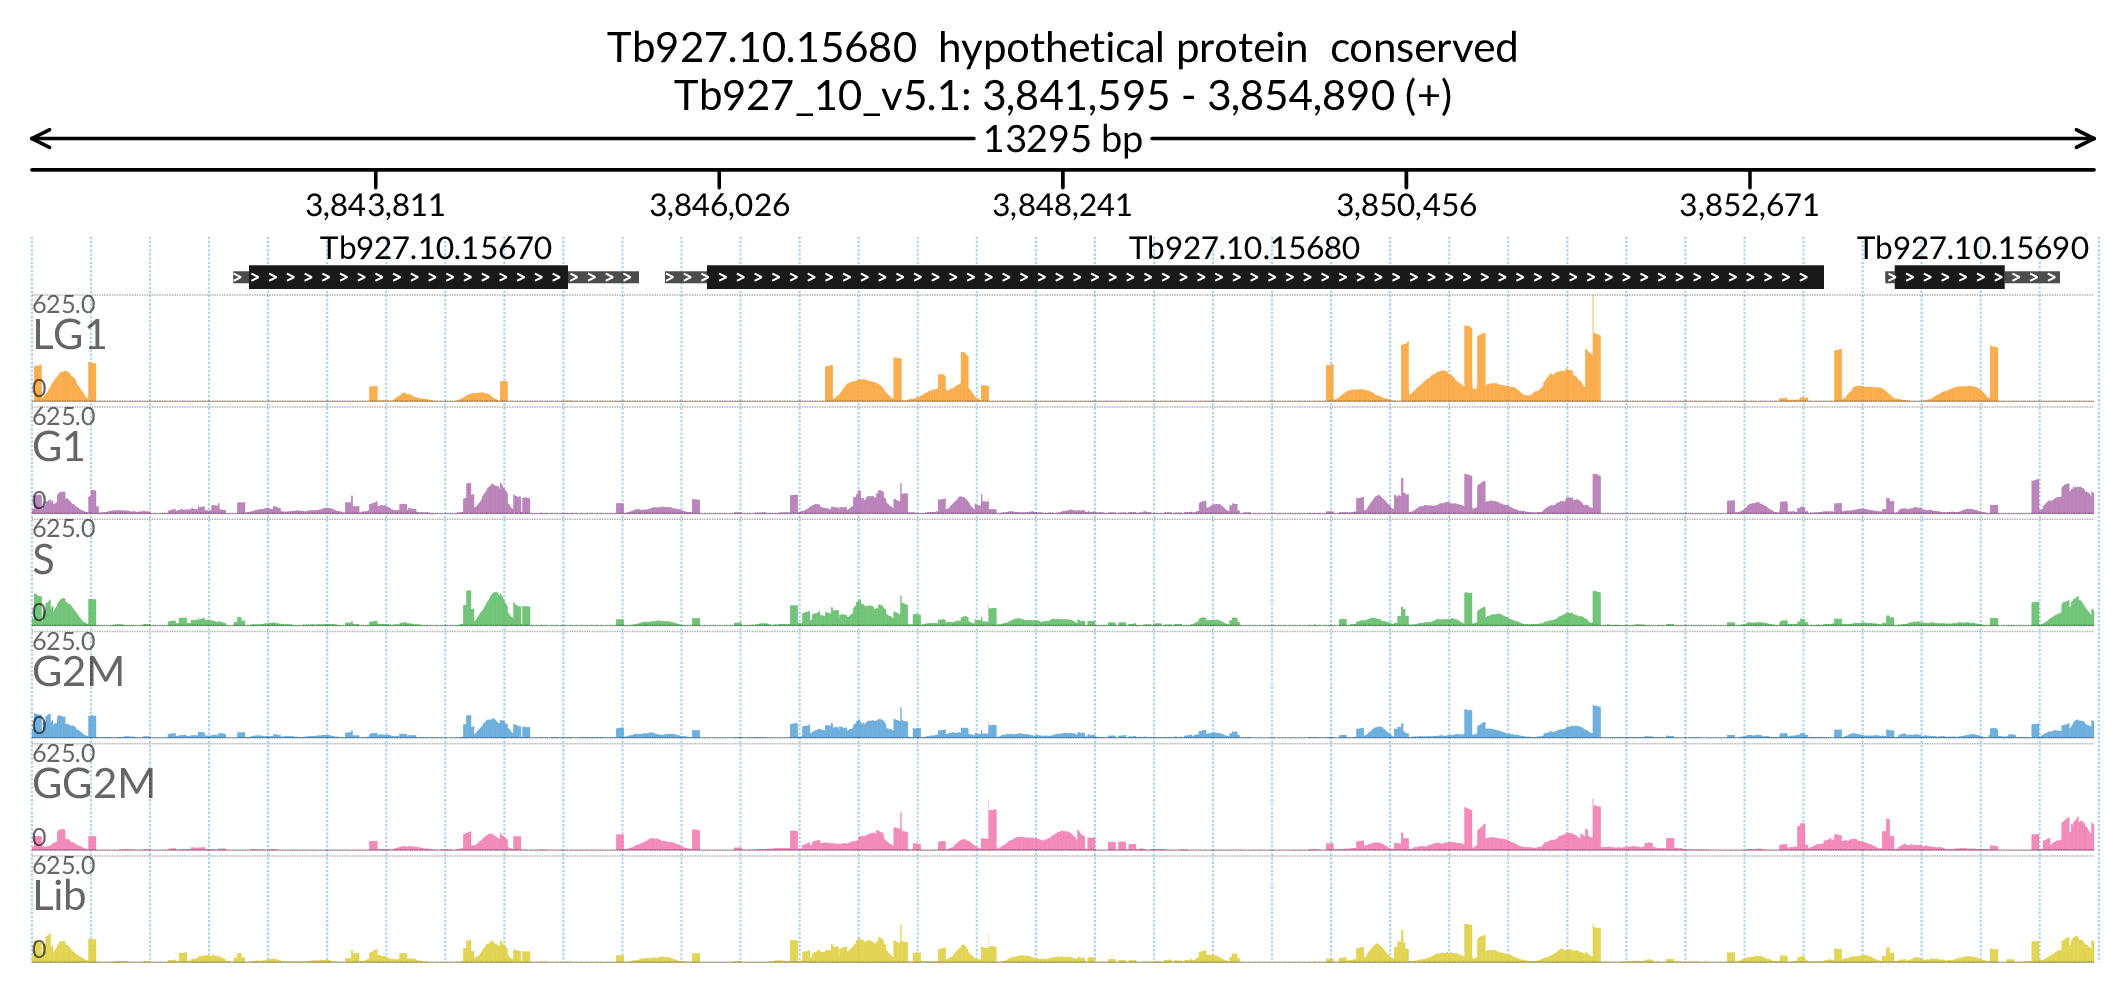 Tb927.10.15680  hypothetical protein  conserved
Tb927_10_v5.1: 3,841,595 - 3,854,890 (+)
13295 bp
3,843,811 3,846,026 3,848,241 3,850,456 3,852,671
Tb927.10.15670 Tb927.10.15680 Tb927.10.15690
625.0
LG1
0
625.0
G1
0
625.0
S
0
625.0
G2M
0
625.0
GG2M
0
625.0
Lib
0